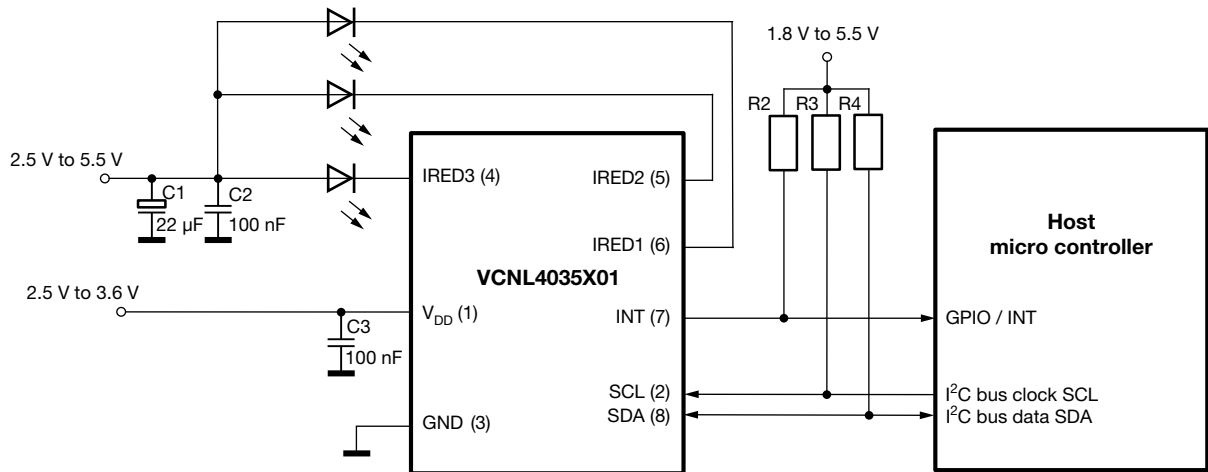 1.8 V to 5.5 V
R2
R3
R4
2.5 V to 5.5 V
C1
22 µF
C2
100 nF
IRED3 (4)
IRED2 (5)
IRED1 (6)
VCNL4035X01
Host
micro controller
2.5 V to 3.6 V
C3
100 nF
V_DD (1)
INT (7)
GPIO / INT
SCL (2)
I²C bus clock SCL
GND (3)
SDA (8)
I²C bus data SDA